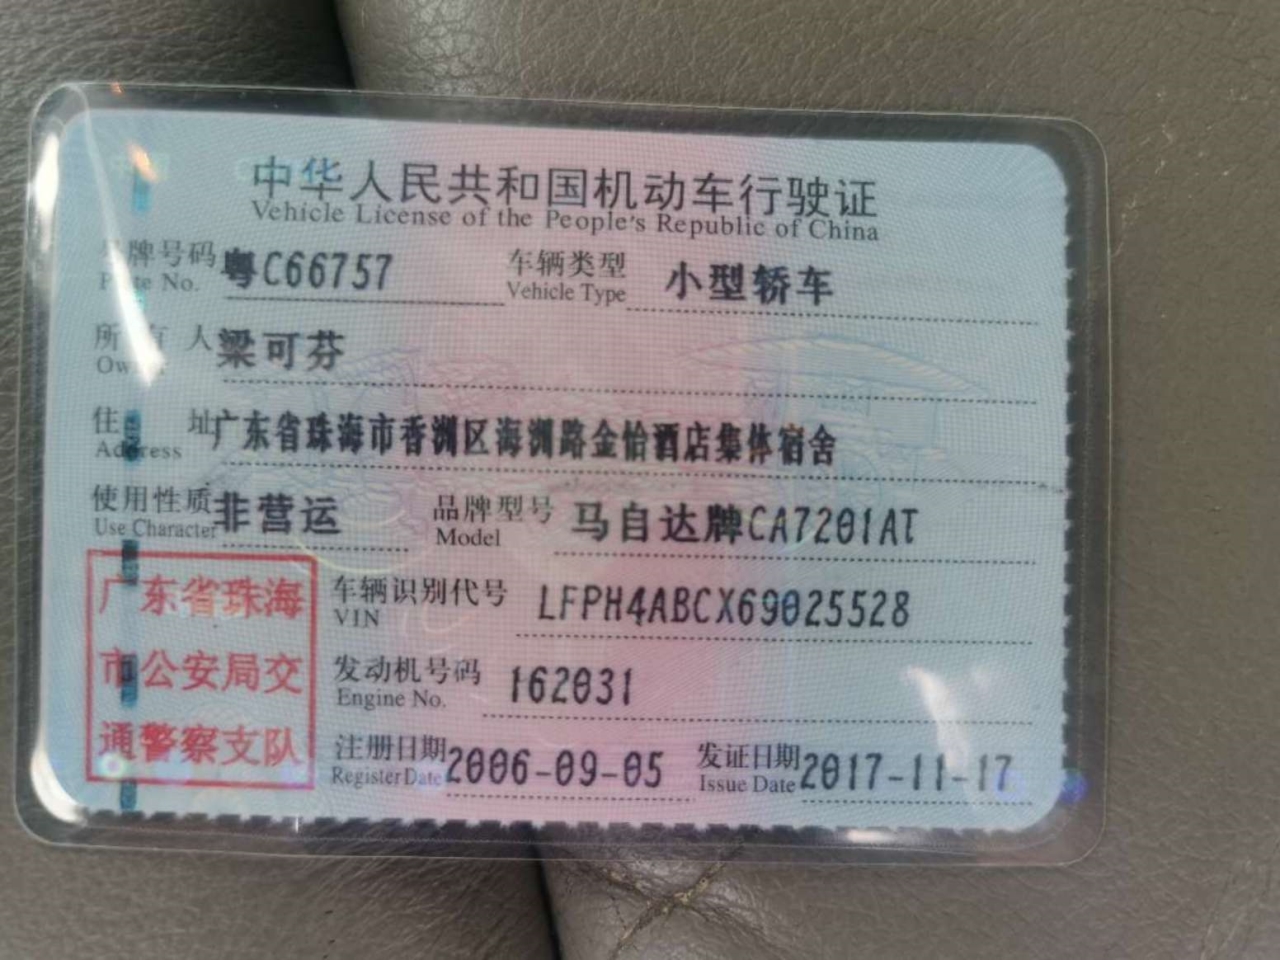 中华人民共和国机动车行驶证
Vehicle License of the People's Republic of China
号牌号码 粤C66757 车辆类型 小型轿车
Plate No. Vehicle Type
所有人 梁可芬
Owner
住址 广东省珠海市香洲区海洲路金怡酒店集体宿舍
Address
使用性质 非营运 品牌型号 马自达牌CA7201AT
Use Character Model
广东省珠海
市公安局交
通警察支队
车辆识别代号 LFPH4ABCX69025528
VIN
发动机号码 162031
Engine No.
注册日期 2006-09-05 发证日期 2017-11-17
Register Date Issue Date